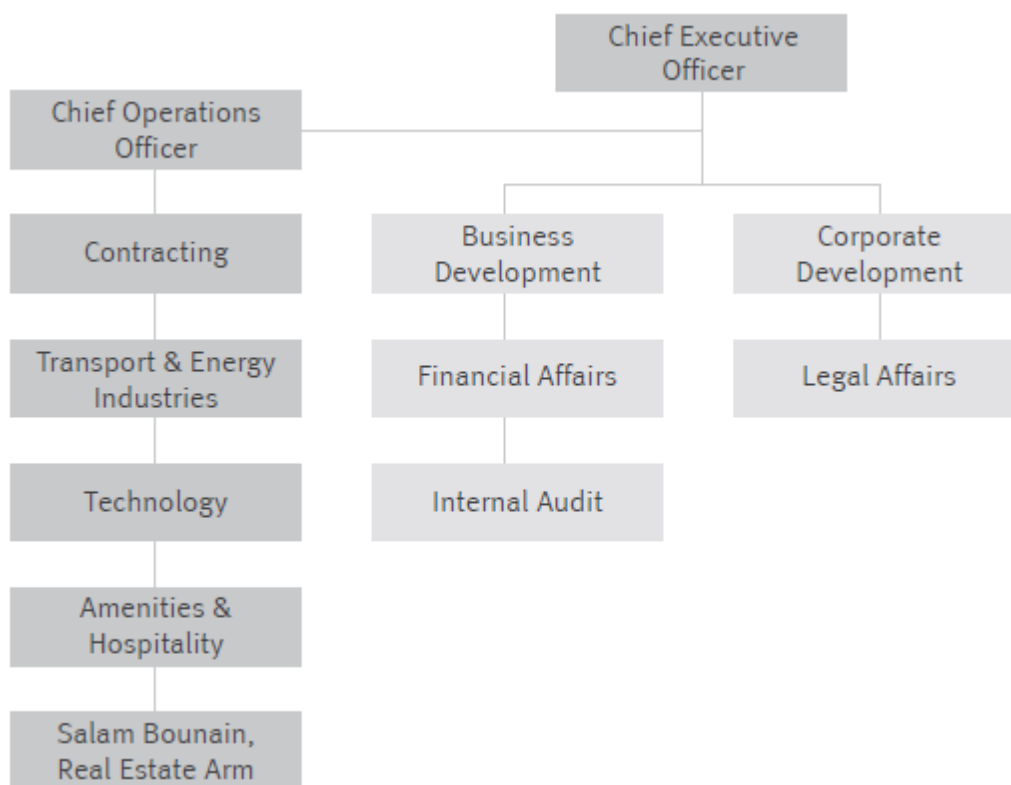 Chief Executive
Officer
Chief Operations
Officer
Contracting
Business
Development
Corporate
Development
Transport & Energy
Industries
Financial Affairs
Legal Affairs
Technology
Internal Audit
Amenities &
Hospitality
Salam Bounain,
Real Estate Arm